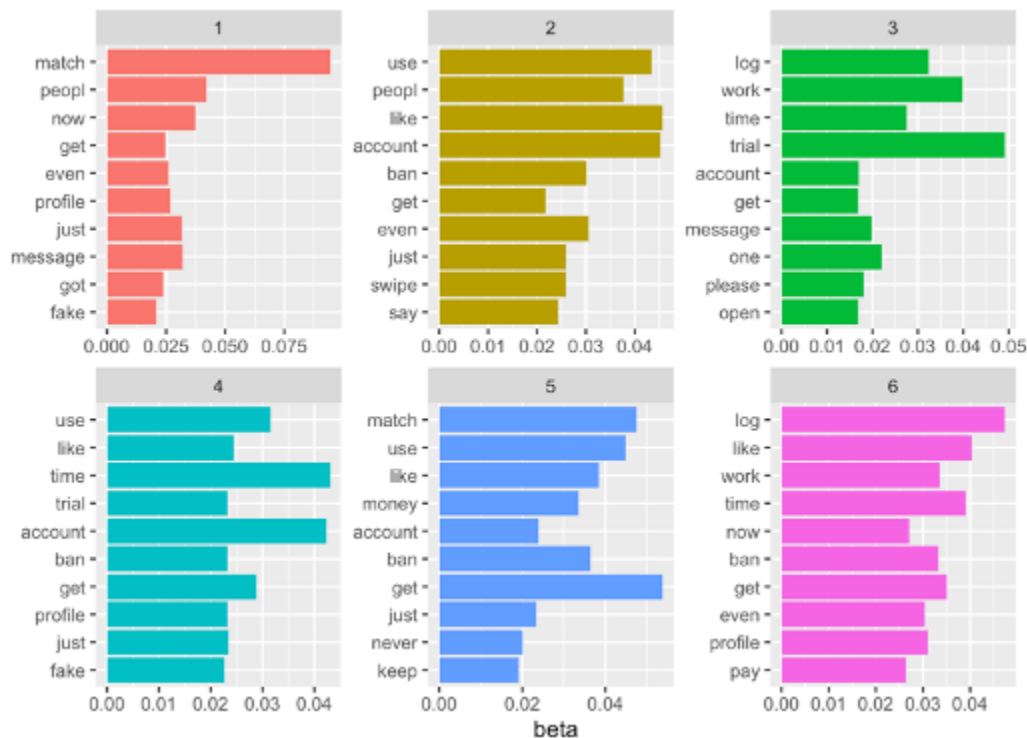 1
match
peopl
now
get
even
profile
just
message
got
fake
0.000 0.025 0.050 0.075
2
use
peopl
like
account
ban
get
even
just
swipe
say
0.00 0.01 0.02 0.03 0.04
3
log
work
time
trial
account
get
message
one
please
open
0.00 0.01 0.02 0.03 0.04 0.05
4
use
like
time
trial
account
ban
get
profile
just
fake
0.00 0.01 0.02 0.03 0.04
5
match
use
like
money
account
ban
get
just
never
keep
0.00 0.02 0.04
6
log
like
work
time
now
ban
get
even
profile
pay
0.00 0.01 0.02 0.03 0.04
beta